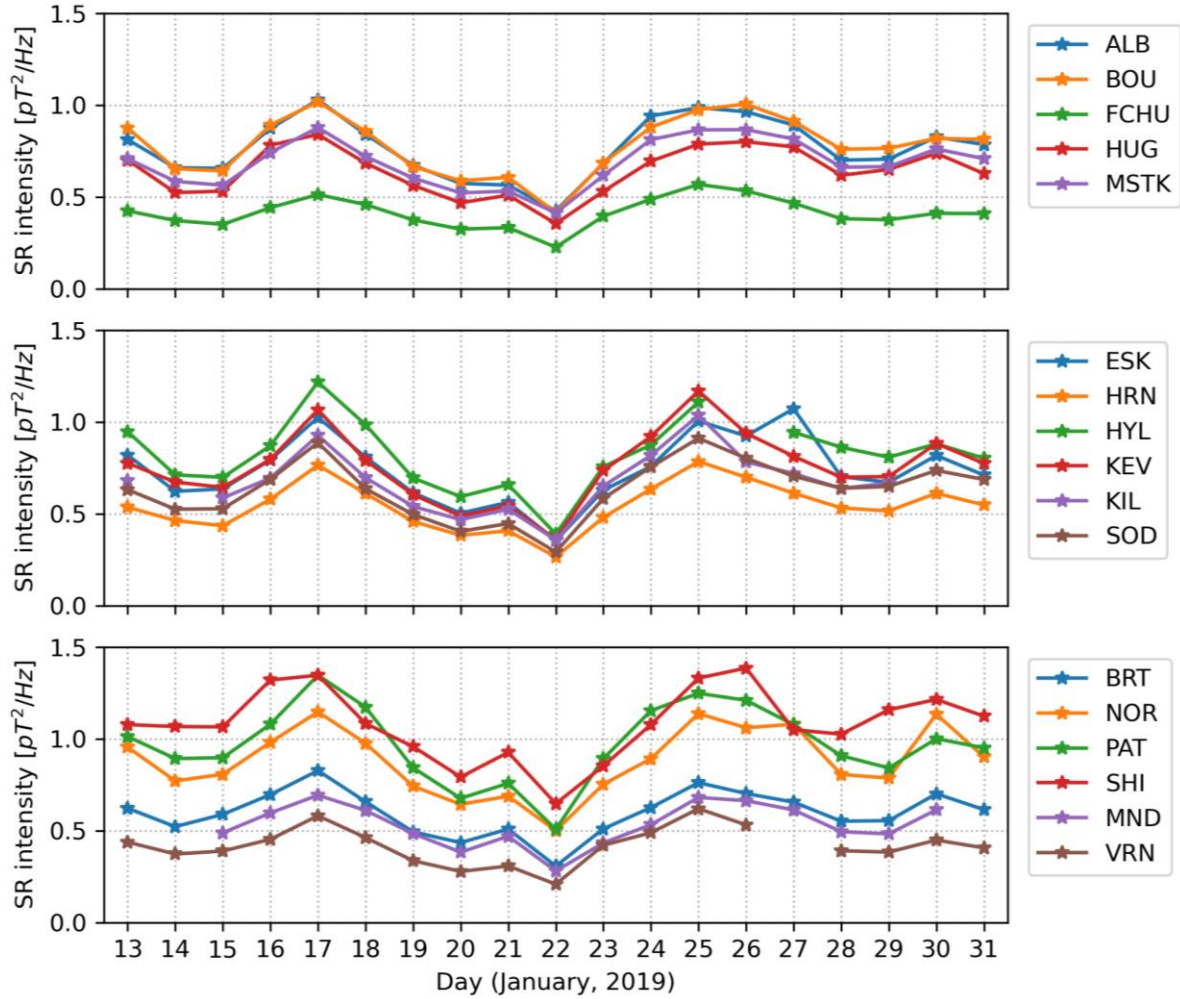 SR intensity [pT²/Hz]
1.5
1.0
0.5
0.0
ALB
BOU
FCHU
HUG
MSTK
SR intensity [pT²/Hz]
1.5
1.0
0.5
0.0
ESK
HRN
HYL
KEV
KIL
SOD
SR intensity [pT²/Hz]
1.5
1.0
0.5
0.0
BRT
NOR
PAT
SHI
MND
VRN
13 14 15 16 17 18 19 20 21 22 23 24 25 26 27 28 29 30 31
Day (January, 2019)